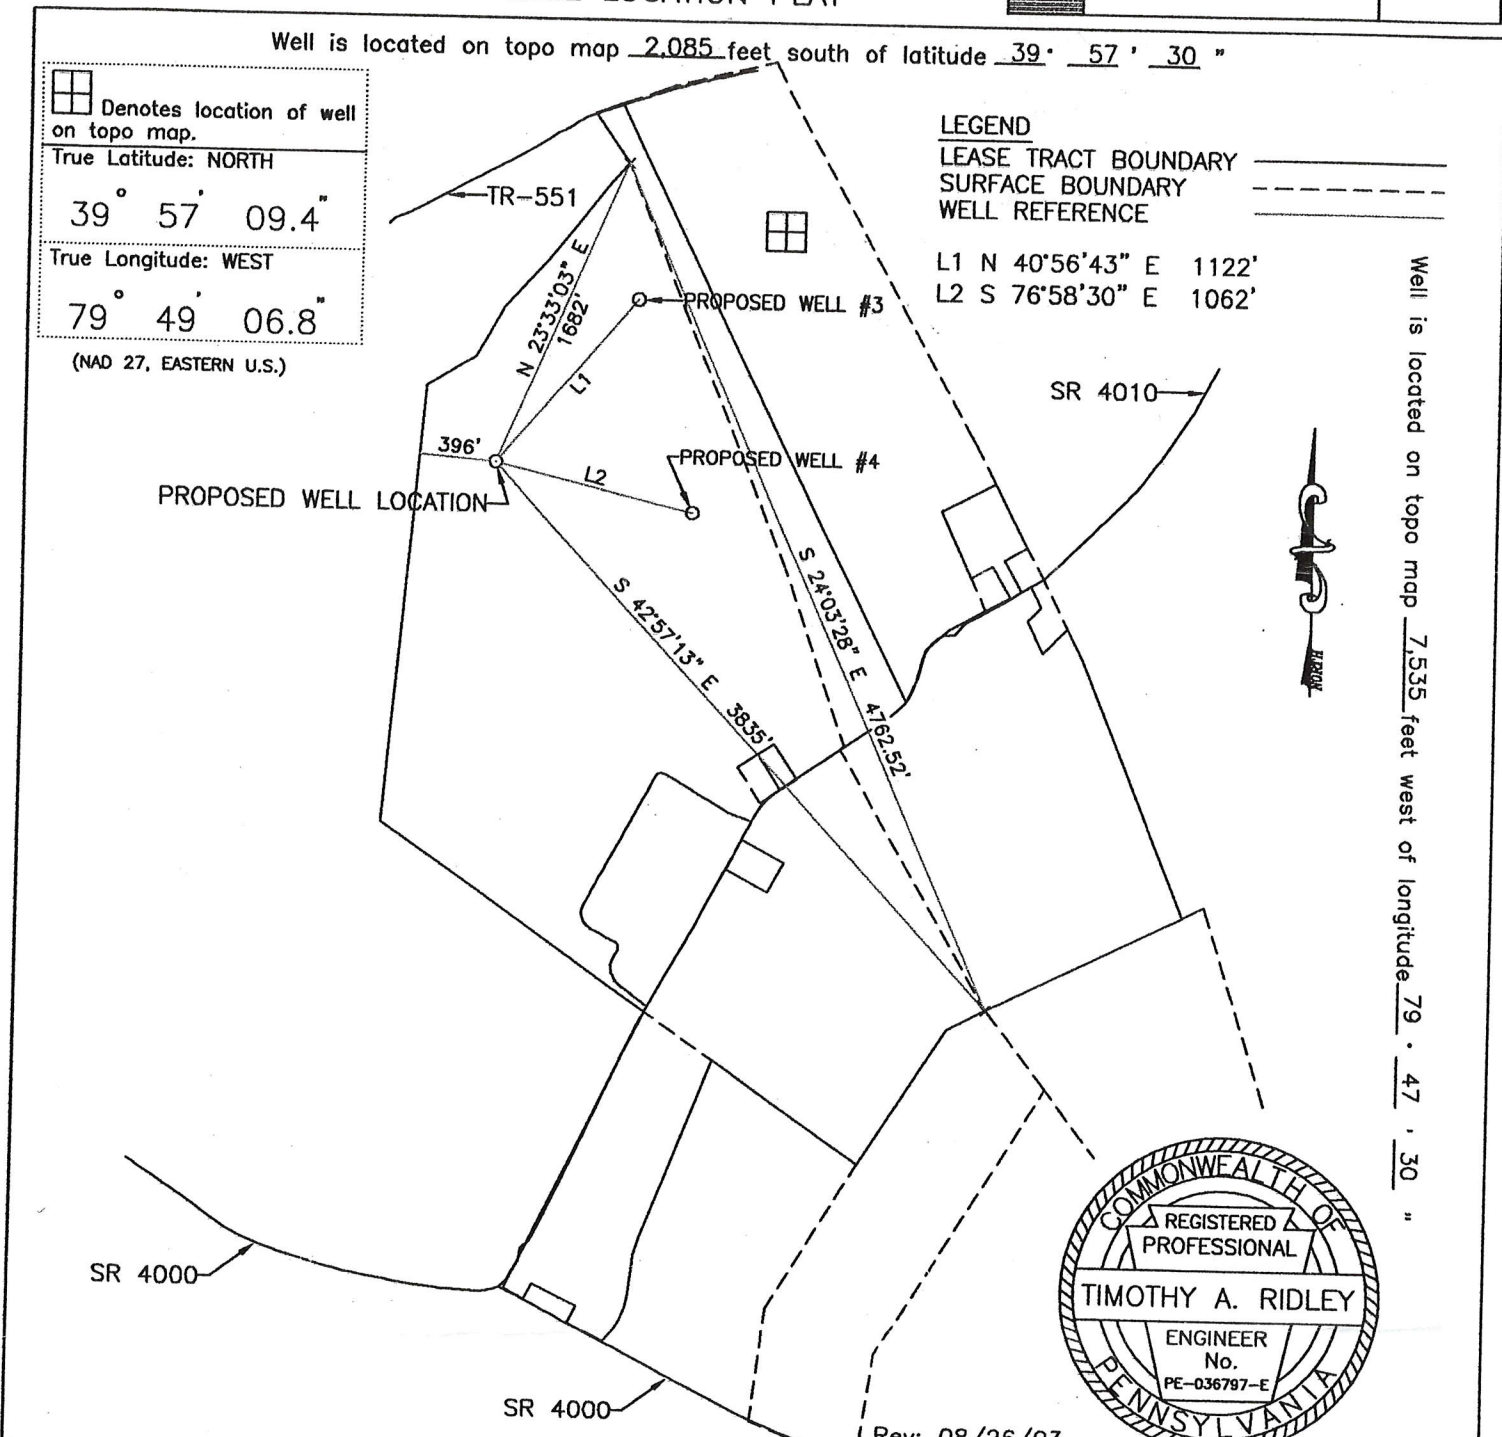 LOCATION PLAT
Well is located on topo map 2,085 feet south of latitude 39° 57 ' 30 "
Denotes location of well
on topo map.
True Latitude: NORTH
39° 57' 09.4"
True Longitude: WEST
79° 49' 06.8"
(NAD 27, EASTERN U.S.)
LEGEND
LEASE TRACT BOUNDARY
SURFACE BOUNDARY
WELL REFERENCE
L1 N 40°56'43" E 1122'
L2 S 76°58'30" E 1062'
TR-551
N 23°33'03" E
1682'
L1
PROPOSED WELL #3
SR 4010
396'
L2
PROPOSED WELL #4
PROPOSED WELL LOCATION
S 42°57'13" E 3835'
S 24°03'28" E 4762.52'
Well is located on topo map 7,535 feet west of longitude 79 ° 47 ' 30 "
SR 4000
SR 4000
COMMONWEALTH OF
REGISTERED
PROFESSIONAL
TIMOTHY A. RIDLEY
ENGINEER
No.
PE-036797-E
PENNSYLVANIA